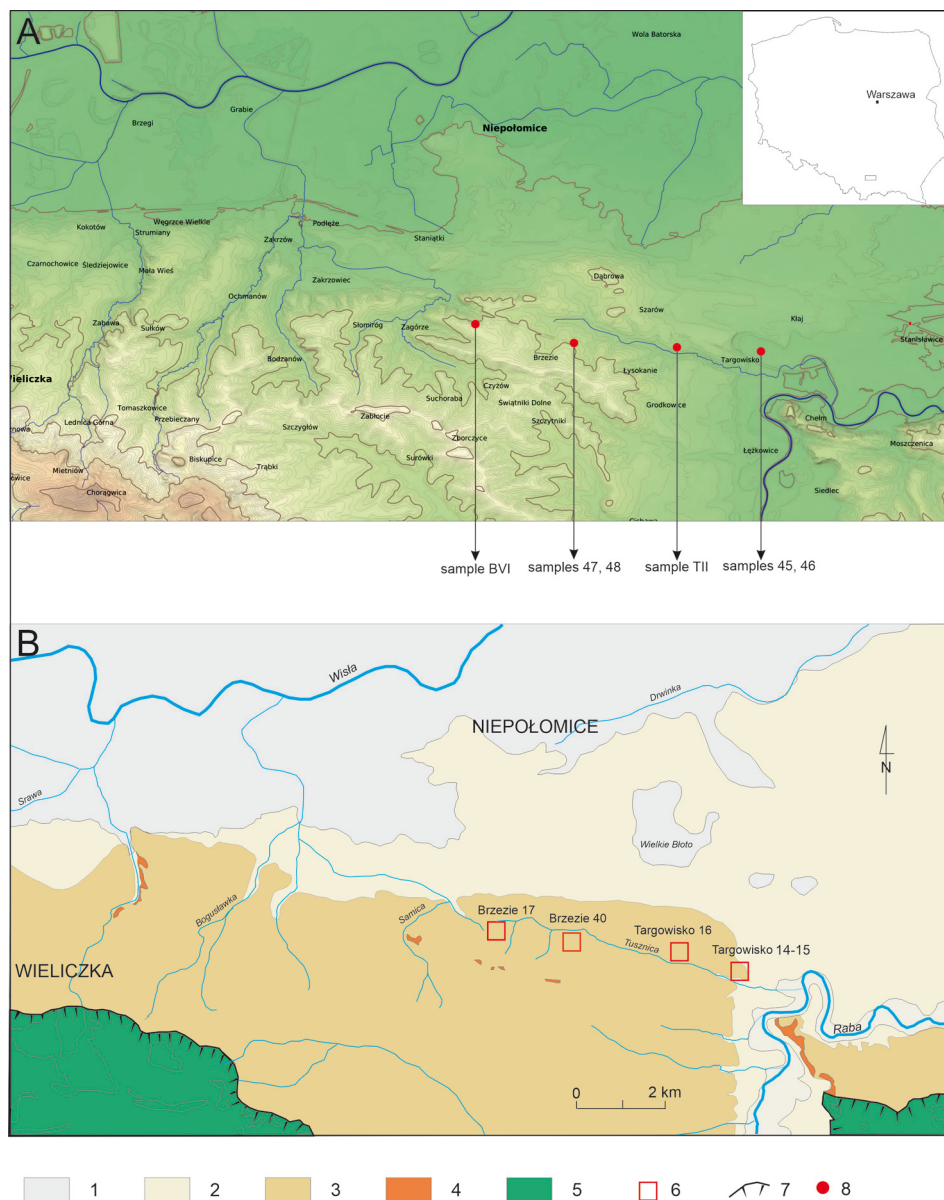 A
Wola Batorska
Warszawa
Grabie
Brzegi
Niepołomice
Węgrzce Wielkie
Podłęże
Kokotów
Strumiany
Zakrzów
Staniątki
Czarnochowice
Śledziejowice
Mała Wieś
Zakrzowiec
Dąbrowa
Ochmanów
Szarów
Kłaj
Zabawa
Sułków
Słomiróg
Zagórze
Stanisławice
Bodzanów
Brzezie
Targowisko
Wieliczka
Łysokanie
Czyżów
Suchoraba
Świątniki Dolne
Grodkowice
Tomaszkowice
Przebieczany
Zabłocie
Chełm
Lednica Górna
Szczytniki
Szczygłów
Zborczyce
Moszczenica
Biskupice
Surówki
Łężkowice
Mietniów
Trąbki
Chorągwica
Siedlec
sample BVI
samples 47, 48
sample TII
samples 45, 46
B
Wisła
Drwinka
NIEPOŁOMICE
N
Srawa
Wielkie Błoto
Bogusławka
Samica
Brzezie 17
Brzezie 40
Targowisko 16
Tusznica
Targowisko 14-15
WIELICZKA
Raba
0 2 km
1 2 3 4 5 6 7 8